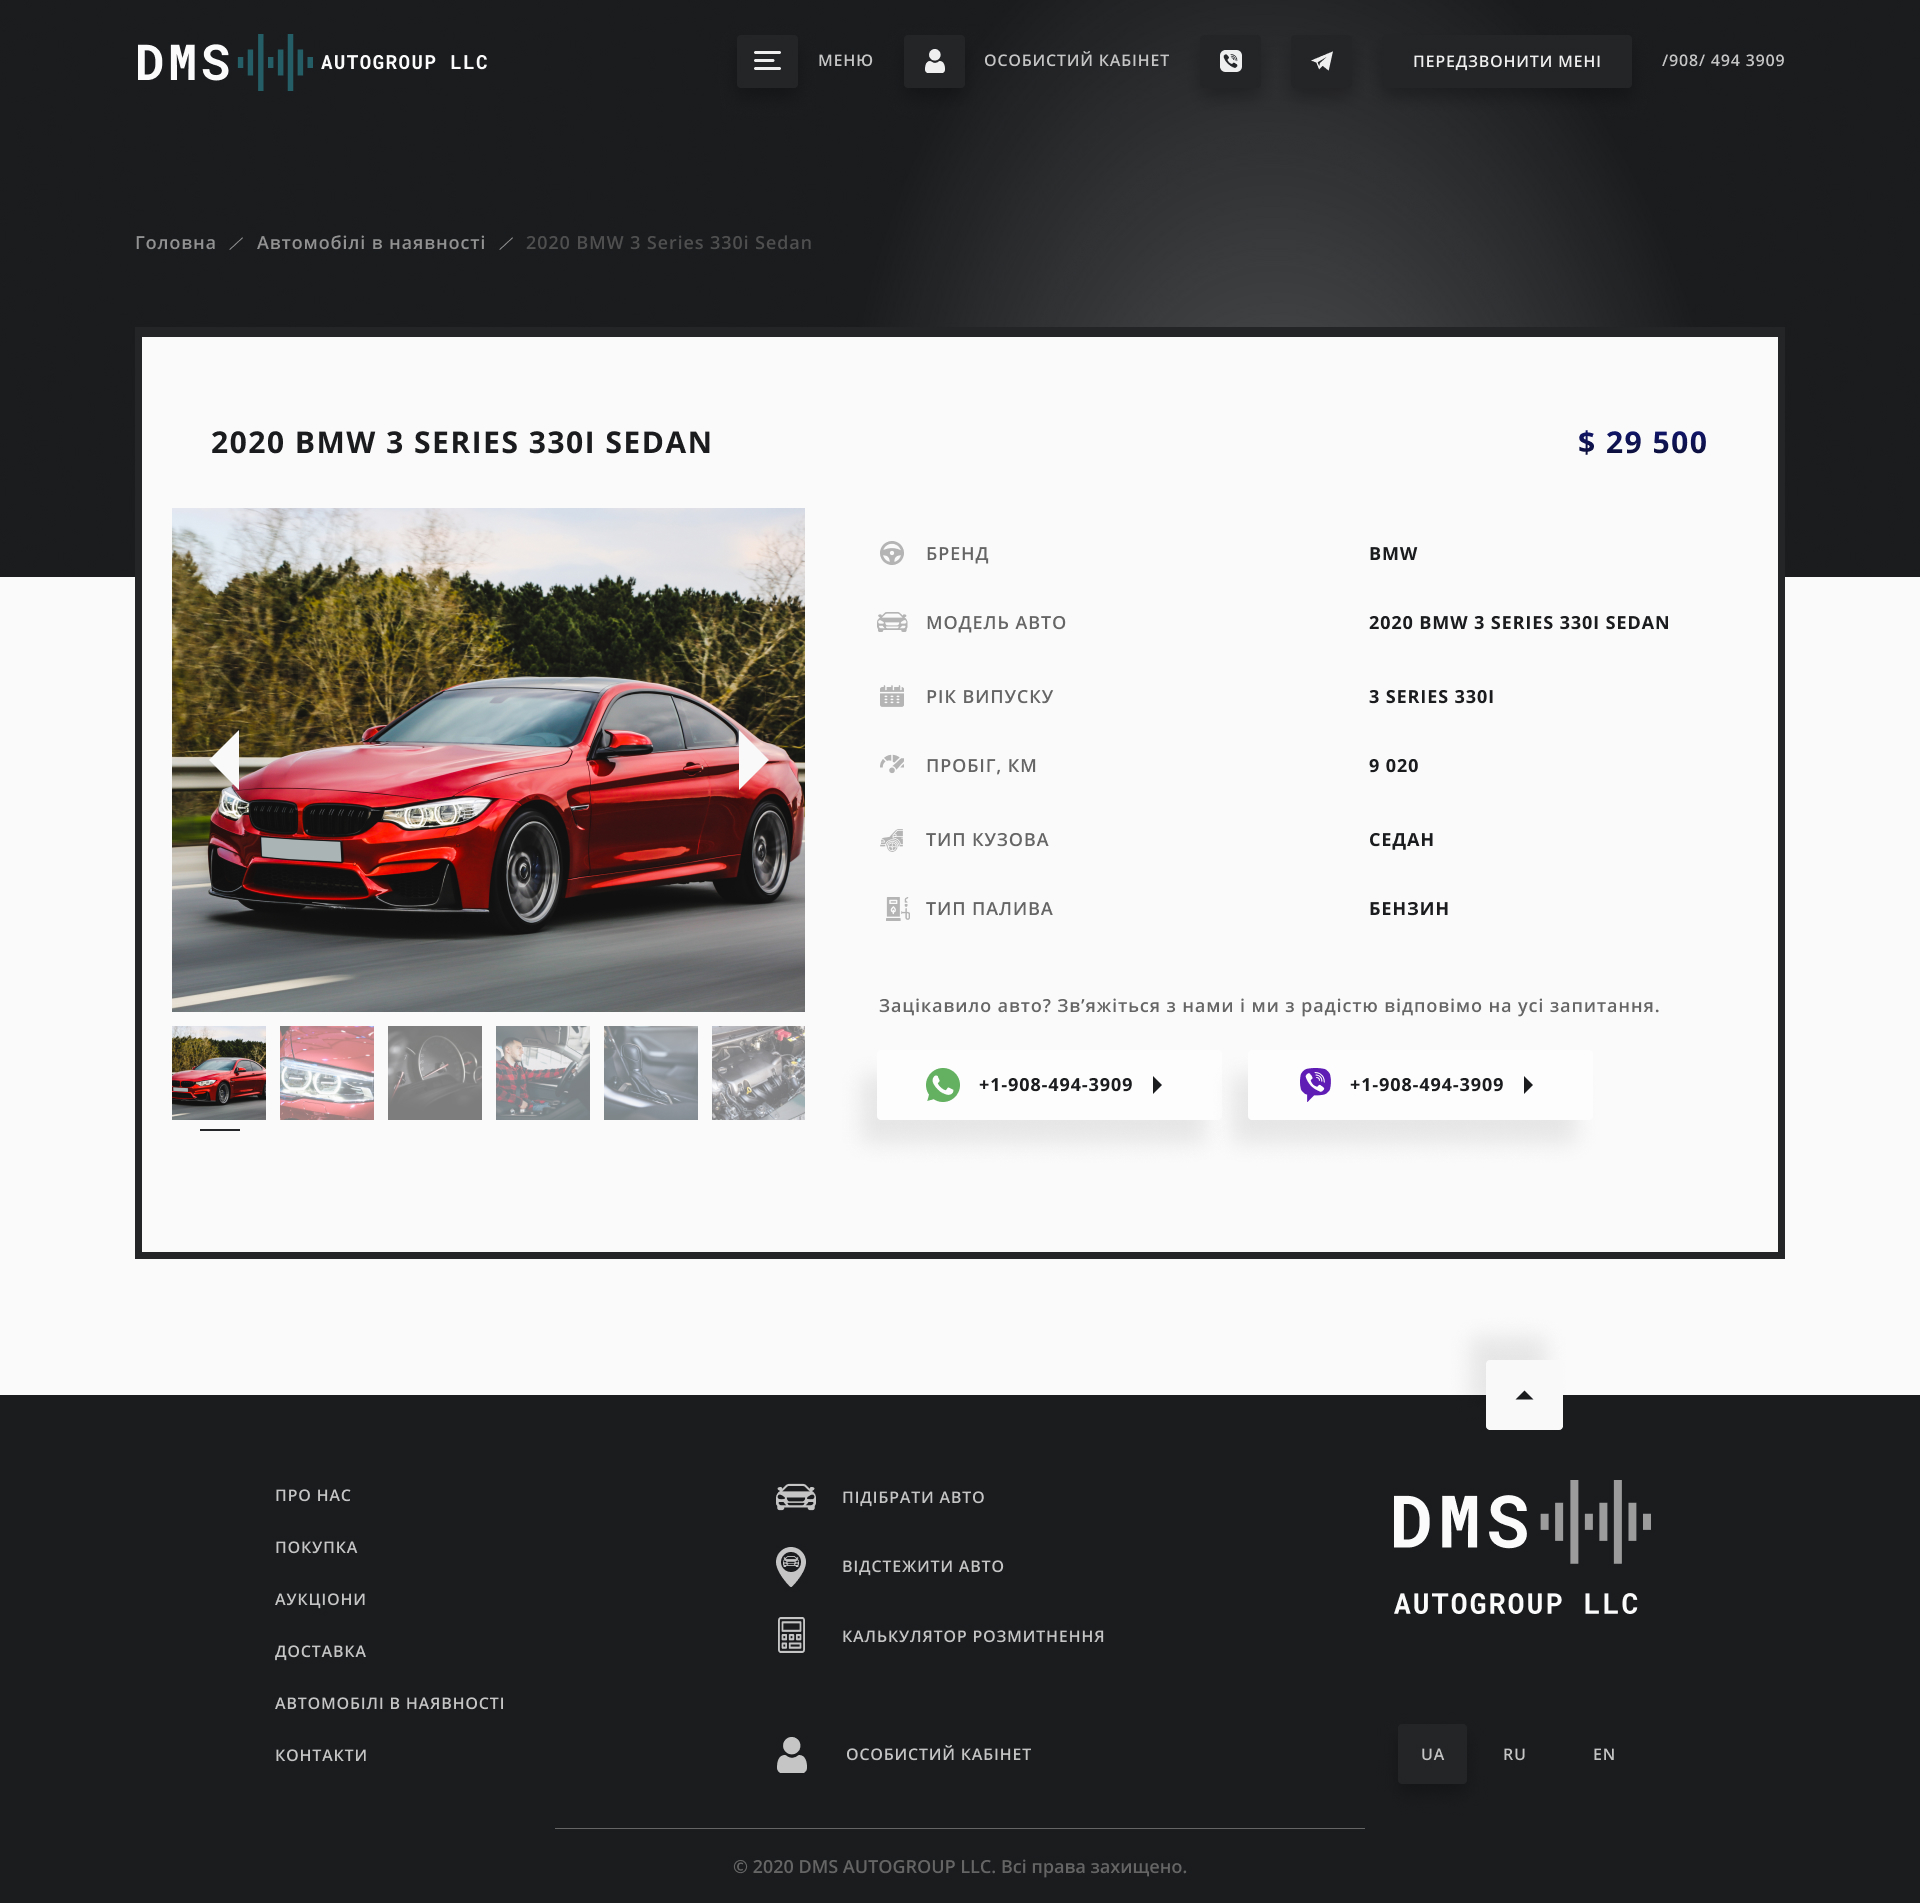 DMS AUTOGROUP LLC
МЕНЮ
ОСОБИСТИЙ КАБІНЕТ
ПЕРЕДЗВОНИТИ МЕНІ
/908/ 494 3909
Головна / Автомобілі в наявності / 2020 BMW 3 Series 330i Sedan
2020 BMW 3 SERIES 330I SEDAN
$ 29 500
БРЕНД
BMW
МОДЕЛЬ АВТО
2020 BMW 3 SERIES 330I SEDAN
РІК ВИПУСКУ
3 SERIES 330I
ПРОБІГ, КМ
9 020
ТИП КУЗОВА
СЕДАН
ТИП ПАЛИВА
БЕНЗИН
Зацікавило авто? Зв’яжіться з нами і ми з радістю відповімо на усі запитання.
+1-908-494-3909
+1-908-494-3909
ПРО НАС
ПОКУПКА
АУКЦІОНИ
ДОСТАВКА
АВТОМОБІЛІ В НАЯВНОСТІ
КОНТАКТИ
ПІДІБРАТИ АВТО
ВІДСТЕЖИТИ АВТО
КАЛЬКУЛЯТОР РОЗМИТНЕННЯ
ОСОБИСТИЙ КАБІНЕТ
DMS
AUTOGROUP LLC
UA
RU
EN
© 2020 DMS AUTOGROUP LLC. Всі права захищено.